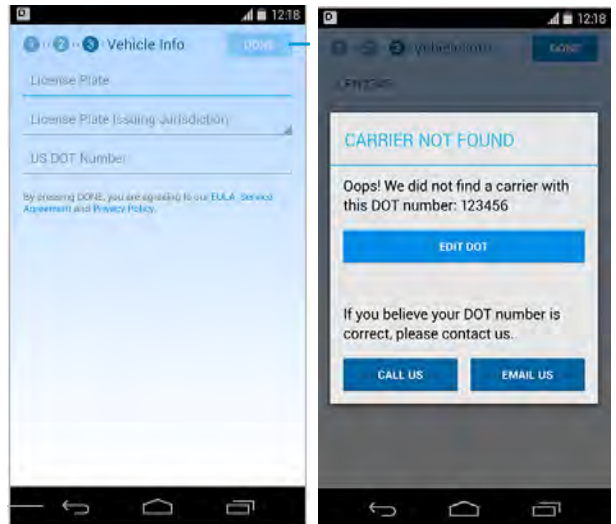 12:18
1 2 3 Vehicle Info DONE
License Plate
License Plate Issuing Jurisdiction
US DOT Number
By pressing DONE, you are agreeing to our EULA, Service
Agreement and Privacy Policy.
12:18
3 Vehicle Info DONE
CARRIER NOT FOUND
Oops! We did not find a carrier with
this DOT number: 123456
EDIT DOT
If you believe your DOT number is
correct, please contact us.
CALL US EMAIL US